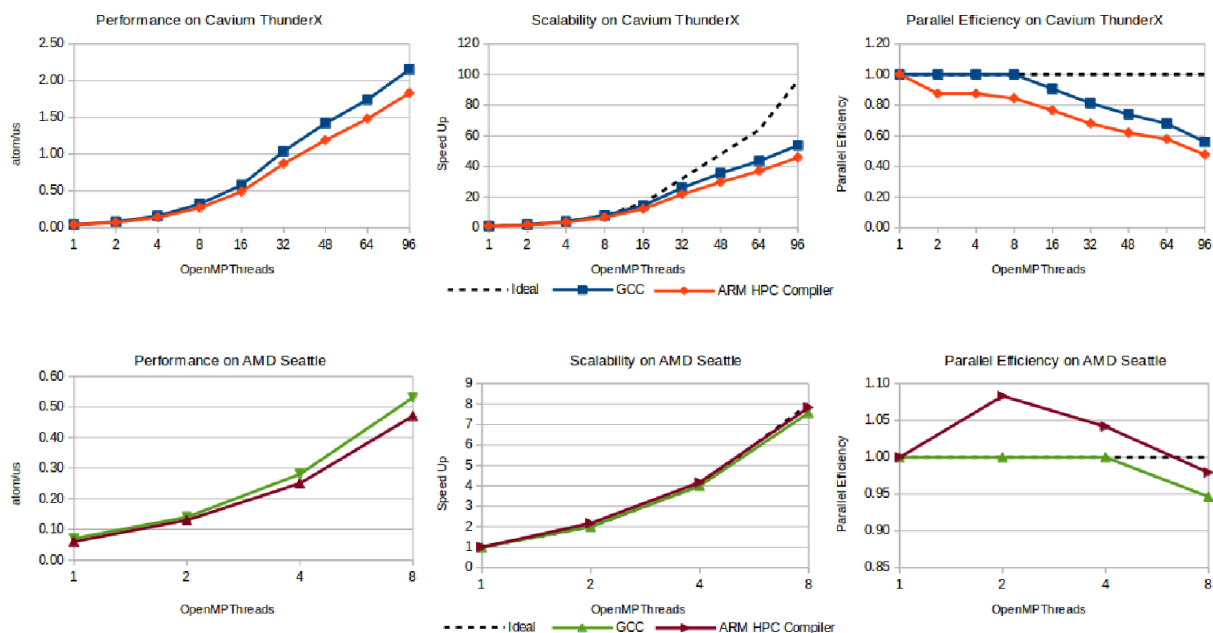 Performance on Cavium ThunderX
2.50
2.00
1.50
1.00
0.50
0.00
atom/us
1 2 4 8 16 32 48 64 96
OpenMPThreads
Scalability on Cavium ThunderX
120
100
80
60
40
20
0
Speed Up
1 2 4 8 16 32 48 64 96
OpenMPThreads
Parallel Efficiency on Cavium ThunderX
1.20
1.00
0.80
0.60
0.40
0.20
0.00
Parallel Efficiency
1 2 4 8 16 32 48 64 96
OpenMPThreads
Ideal GCC ARM HPC Compiler
Performance on AMD Seattle
0.60
0.50
0.40
0.30
0.20
0.10
0.00
atom/us
1 2 4 8
OpenMPThreads
Scalability on AMD Seattle
9
8
7
6
5
4
3
2
1
0
Speed Up
1 2 4 8
OpenMPThreads
Parallel Efficiency on AMD Seattle
1.10
1.05
1.00
0.95
0.90
0.85
Parallel Efficiency
1 2 4 8
OpenMPThreads
Ideal GCC ARM HPC Compiler